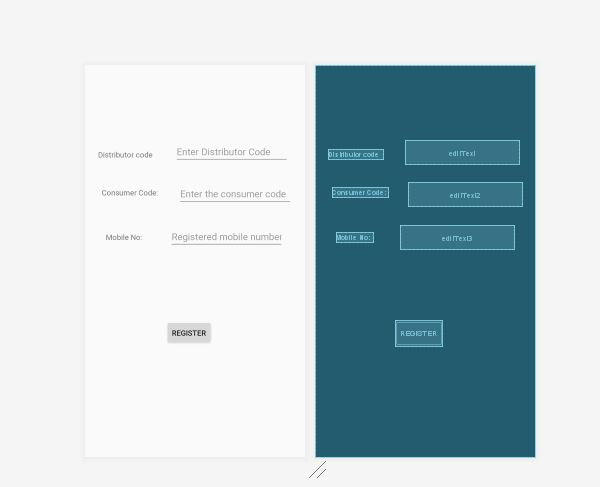 Distributor code
Enter Distributor Code
Consumer Code:
Enter the consumer code
Mobile No:
Registered mobile number
REGISTER
Distributor code
editText
Consumer Code:
editText2
Mobile No:
editText3
REGISTER